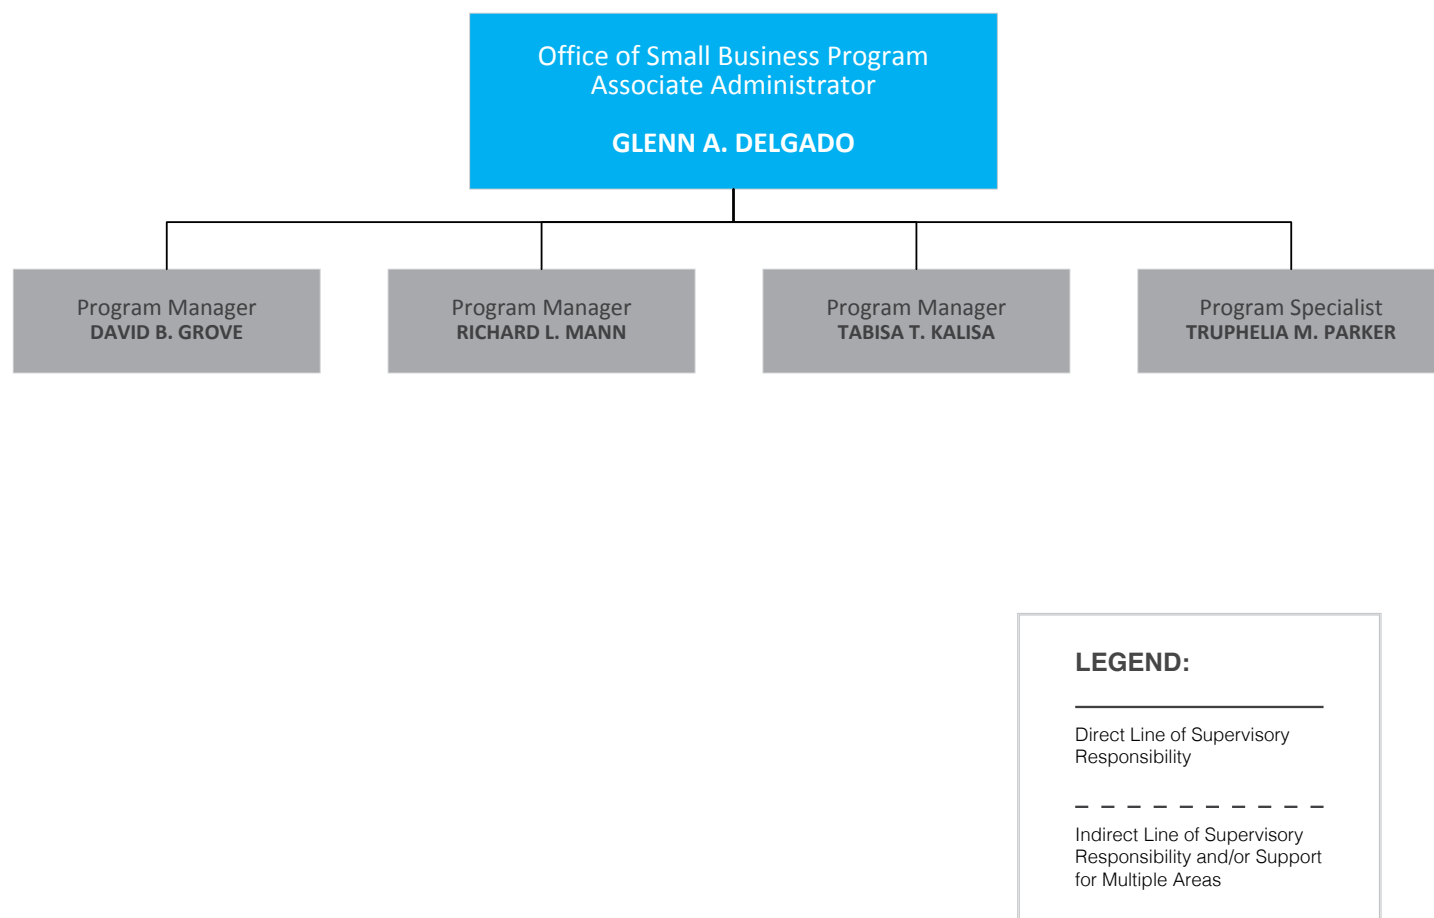 Office of Small Business Program
Associate Administrator
GLENN A. DELGADO
Program Manager
DAVID B. GROVE
Program Manager
RICHARD L. MANN
Program Manager
TABISA T. KALISA
Program Specialist
TRUPHELIA M. PARKER
LEGEND:
Direct Line of Supervisory
Responsibility
Indirect Line of Supervisory
Responsibility and/or Support
for Multiple Areas